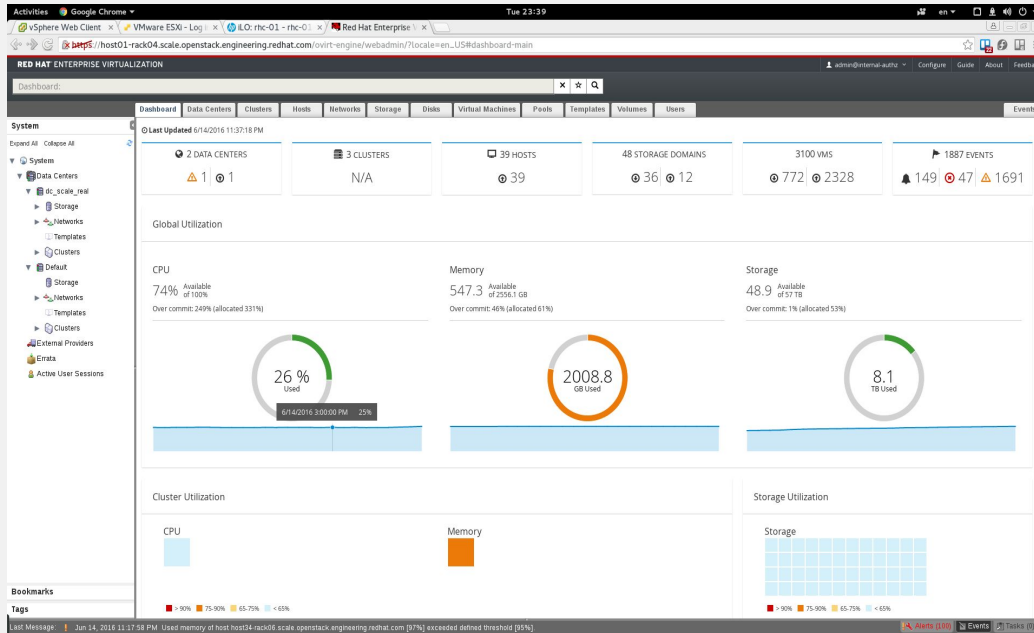 Activities Google Chrome Tue 23:39 en
vSphere Web Client × VMware ESXi - Log i × iLO: rhc-01 - rhc-01 × Red Hat Enterprise V ×
https://host01-rack04.scale.openstack.engineering.redhat.com/ovirt-engine/webadmin/?locale=en_US#dashboard-main
RED HAT ENTERPRISE VIRTUALIZATION admin@internal-authz Configure Guide About Feedba
Dashboard:
Dashboard Data Centers Clusters Hosts Networks Storage Disks Virtual Machines Pools Templates Volumes Users Events
System
Expand All Collapse All
System
Data Centers
dc_scale_real
Storage
Networks
Templates
Clusters
Default
Storage
Networks
Templates
Clusters
External Providers
Errata
Active User Sessions
Bookmarks
Tags
Last Updated 6/14/2016 11:37:18 PM
2 DATA CENTERS
1 1
3 CLUSTERS
N/A
39 HOSTS
39
48 STORAGE DOMAINS
36 12
3100 VMS
772 2328
1887 EVENTS
149 47 1691
Global Utilization
CPU
74% Available of 100%
Over commit: 249% (allocated 331%)
26 %
Used
6/14/2016 3:00:00 PM 25%
Memory
547.3 Available of 2556.1 GB
Over commit: 46% (allocated 61%)
2008.8
GB Used
Storage
48.9 Available of 57 TB
Over commit: 1% (allocated 53%)
8.1
TB Used
Cluster Utilization
CPU
Memory
> 90% 75-90% 65-75% < 65%
Storage Utilization
Storage
> 90% 75-90% 65-75% < 65%
Last Message: Jun 14, 2016 11:17:58 PM Used memory of host host34-rack06.scale.openstack.engineering.redhat.com [97%] exceeded defined threshold [95%].
Alerts (100) Events Tasks